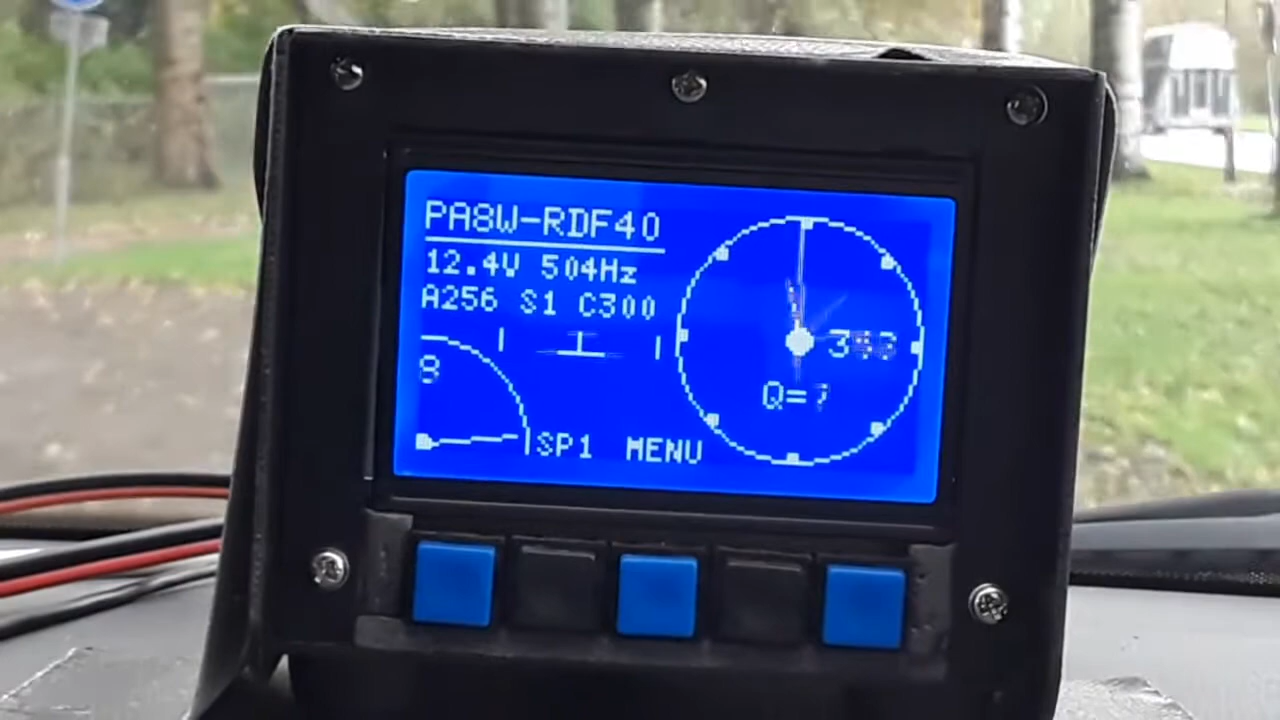 PA8W-RDF40
12.4V 504Hz
A256 S1 C300
8
Q=7
SP1 MENU